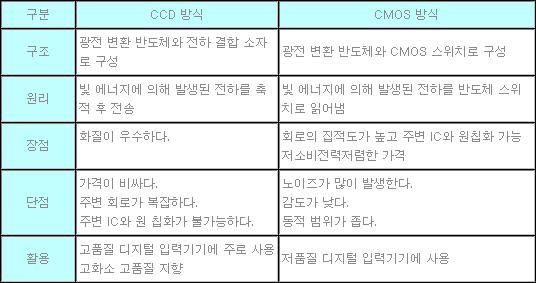 구분 CCD 방식 CMOS 방식
구조 광전 변환 반도체와 전하 결합 소자로 구성 광전 변환 반도체와 CMOS 스위치로 구성
원리 빛 에너지에 의해 발생된 전하를 축적 후 전송 빛 에너지에 의해 발생된 전하를 반도체 스위치로 읽어냄
장점 화질이 우수하다. 회로의 집적도가 높고 주변 IC와 원칩화 가능
저소비전력저렴한 가격
단점 가격이 비싸다.
주변 회로가 복잡하다.
주변 IC와 원 칩화가 불가능하다.
노이즈가 많이 발생한다.
감도가 낮다.
동적 범위가 좁다.
활용 고품질 디지털 입력기기에 주로 사용
고화소 고품질 지향
저품질 디지털 입력기기에 사용